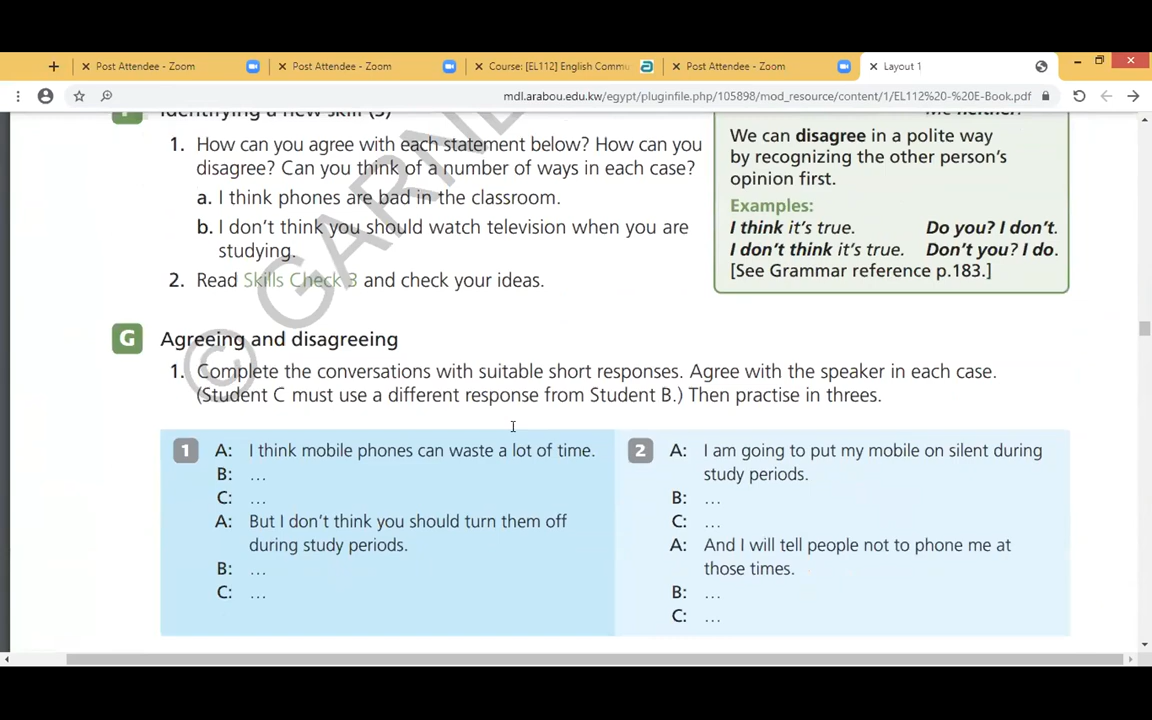 Post Attendee - Zoom
Post Attendee - Zoom
Course: [EL112] English Commu
Post Attendee - Zoom
Layout 1
mdl.arabou.edu.kw/egypt/pluginfile.php/105898/mod_resource/content/1/EL112%20-%20E-Book.pdf
F Identifying a new skill (3)
1. How can you agree with each statement below? How can you
disagree? Can you think of a number of ways in each case?
a. I think phones are bad in the classroom.
b. I don't think you should watch television when you are
studying.
2. Read Skills Check 3 and check your ideas.
Me neither.
We can disagree in a polite way
by recognizing the other person's
opinion first.
Examples:
I think it's true. Do you? I don't.
I don't think it's true. Don't you? I do.
[See Grammar reference p.183.]
© GARNE
G Agreeing and disagreeing
1. Complete the conversations with suitable short responses. Agree with the speaker in each case.
(Student C must use a different response from Student B.) Then practise in threes.
1 A: I think mobile phones can waste a lot of time.
B: ...
C: ...
A: But I don't think you should turn them off
during study periods.
B: ...
C: ...
2 A: I am going to put my mobile on silent during
study periods.
B: ...
C: ...
A: And I will tell people not to phone me at
those times.
B: ...
C: ...